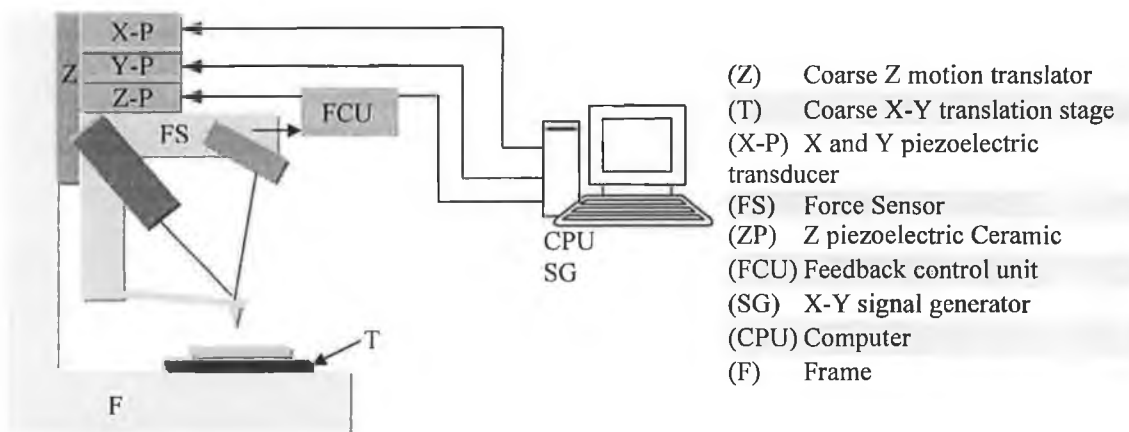 X-P
Y-P
Z
Z-P
FS
FCU
CPU
SG
T
F
(Z) Coarse Z motion translator
(T) Coarse X-Y translation stage
(X-P) X and Y piezoelectric
transducer
(FS) Force Sensor
(ZP) Z piezoelectric Ceramic
(FCU) Feedback control unit
(SG) X-Y signal generator
(CPU) Computer
(F) Frame